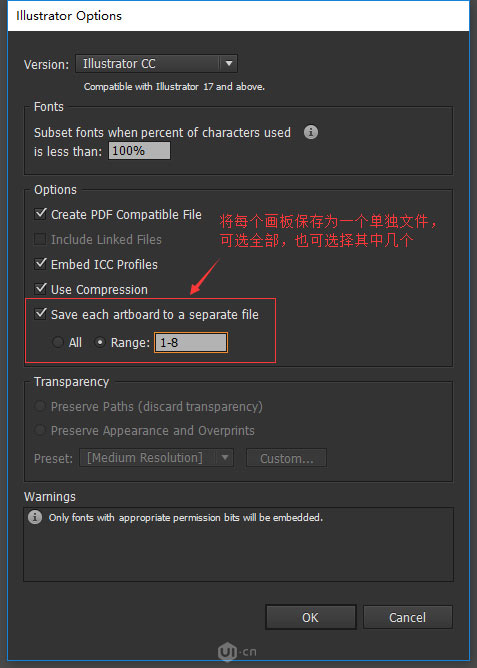 Illustrator Options
Version: Illustrator CC
Compatible with Illustrator 17 and above.
Fonts
Subset fonts when percent of characters used
is less than: 100%
Options
Create PDF Compatible File
将每个画板保存为一个单独文件，
Include Linked Files
可选全部，也可选择其中几个
Embed ICC Profiles
Use Compression
Save each artboard to a separate file
All Range: 1-8
Transparency
Preserve Paths (discard transparency)
Preserve Appearance and Overprints
Preset: [Medium Resolution] Custom...
Warnings
Only fonts with appropriate permission bits will be embedded.
OK Cancel
UI·cn